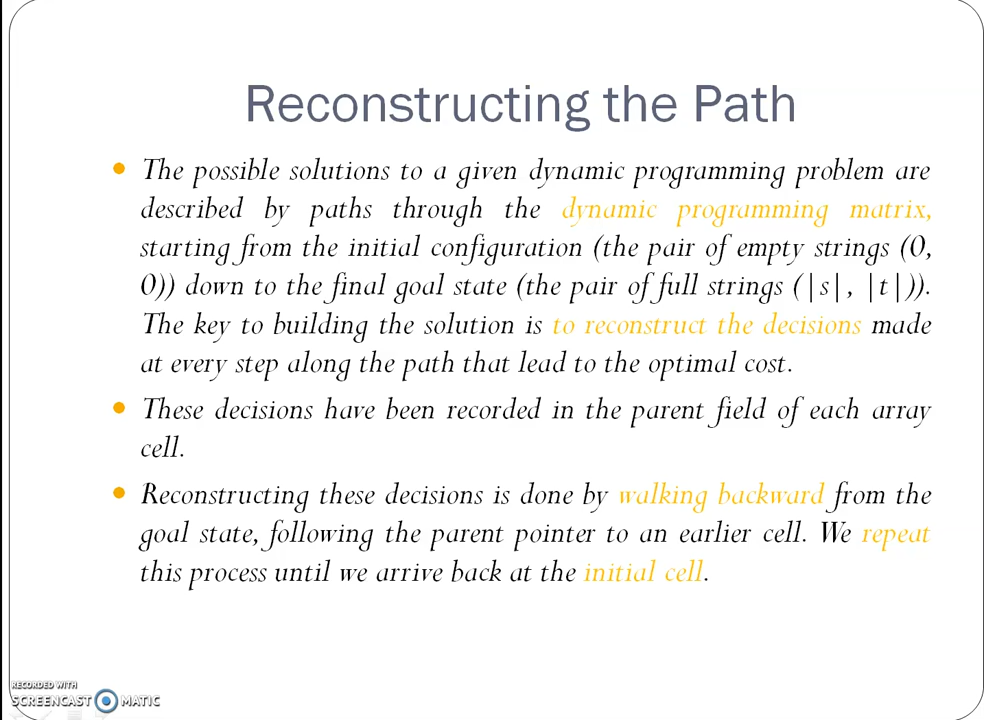 Reconstructing the Path
The possible solutions to a given dynamic programming problem are
described by paths through the dynamic programming matrix,
starting from the initial configuration (the pair of empty strings (0,
0)) down to the final goal state (the pair of full strings (|s|, |t|)).
The key to building the solution is to reconstruct the decisions made
at every step along the path that lead to the optimal cost.
These decisions have been recorded in the parent field of each array
cell.
Reconstructing these decisions is done by walking backward from the
goal state, following the parent pointer to an earlier cell. We repeat
this process until we arrive back at the initial cell.
RECORDED WITH
SCREENCAST MATIC